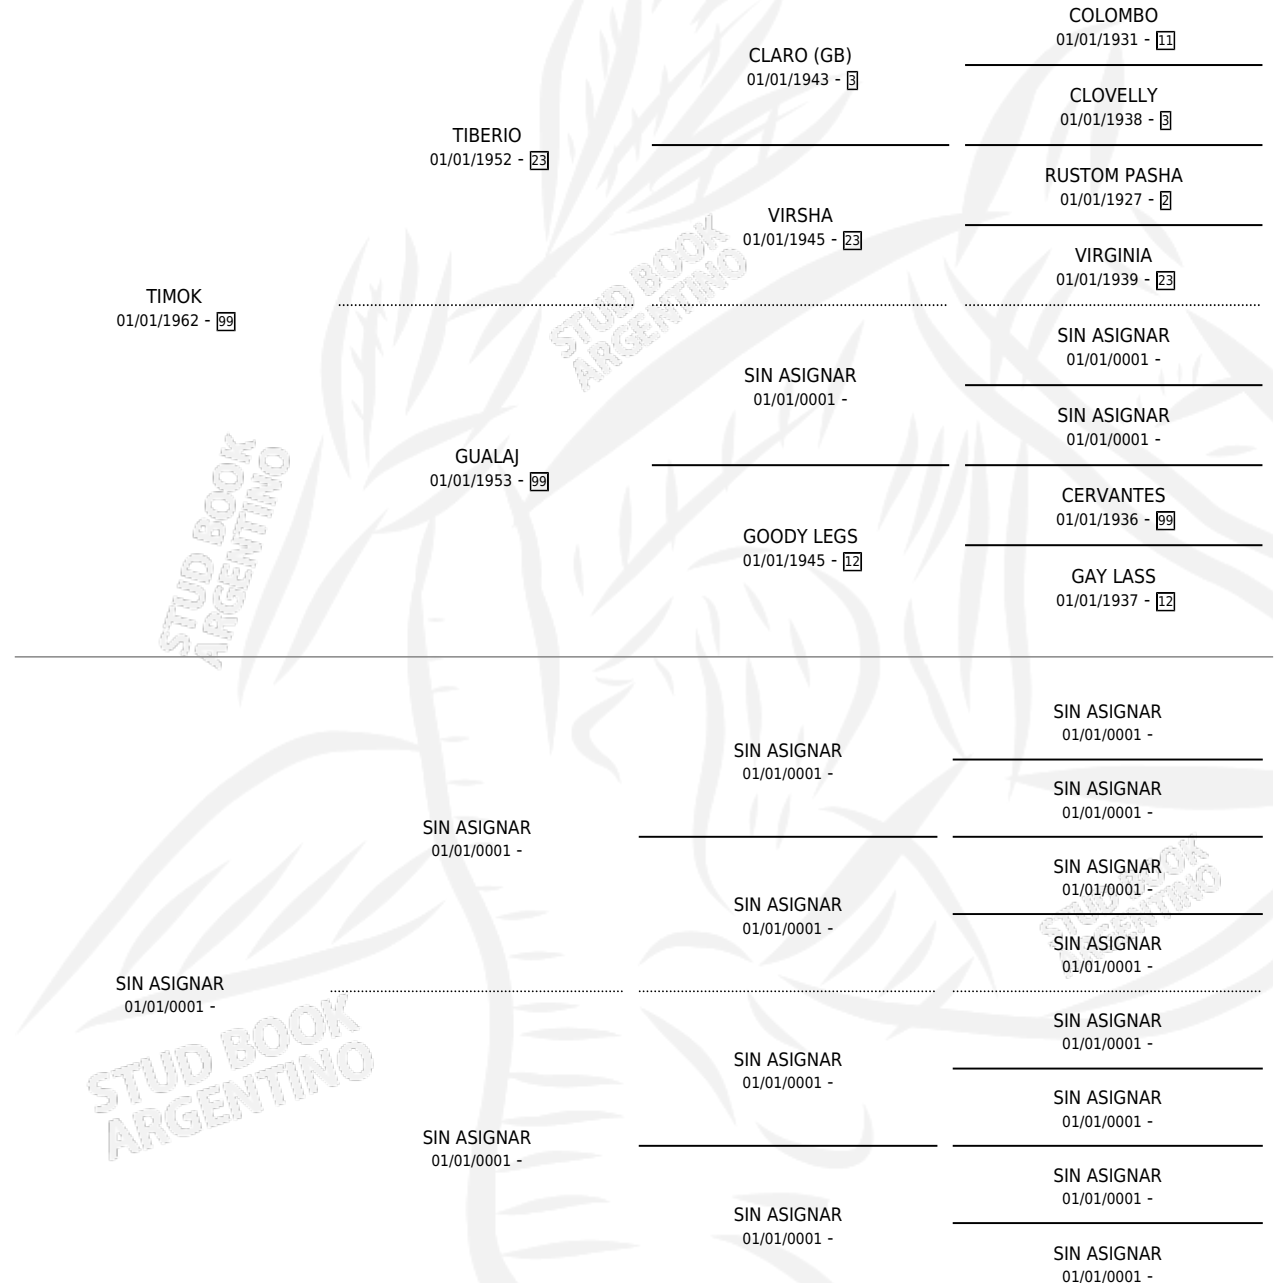 COLOMBO
01/01/1931 - 11
CLARO (GB)
01/01/1943 - 3
CLOVELLY
01/01/1938 - 3
TIBERIO
01/01/1952 - 23
RUSTOM PASHA
01/01/1927 - 2
VIRSHA
01/01/1945 - 23
VIRGINIA
01/01/1939 - 23
TIMOK
01/01/1962 - 99
SIN ASIGNAR
01/01/0001 -
SIN ASIGNAR
01/01/0001 -
SIN ASIGNAR
01/01/0001 -
GUALAJ
01/01/1953 - 99
CERVANTES
01/01/1936 - 99
GOODY LEGS
01/01/1945 - 12
GAY LASS
01/01/1937 - 12
STUD BOOK
ARGENTINO
STUD BOOK
ARGENTINO
SIN ASIGNAR
01/01/0001 -
SIN ASIGNAR
01/01/0001 -
SIN ASIGNAR
01/01/0001 -
SIN ASIGNAR
01/01/0001 -
SIN ASIGNAR
01/01/0001 -
SIN ASIGNAR
01/01/0001 -
SIN ASIGNAR
01/01/0001 -
STUD BOOK
ARGENTINO
SIN ASIGNAR
01/01/0001 -
SIN ASIGNAR
01/01/0001 -
SIN ASIGNAR
01/01/0001 -
SIN ASIGNAR
01/01/0001 -
SIN ASIGNAR
01/01/0001 -
SIN ASIGNAR
01/01/0001 -
SIN ASIGNAR
01/01/0001 -
SIN ASIGNAR
01/01/0001 -
STUD BOOK
ARGENTINO